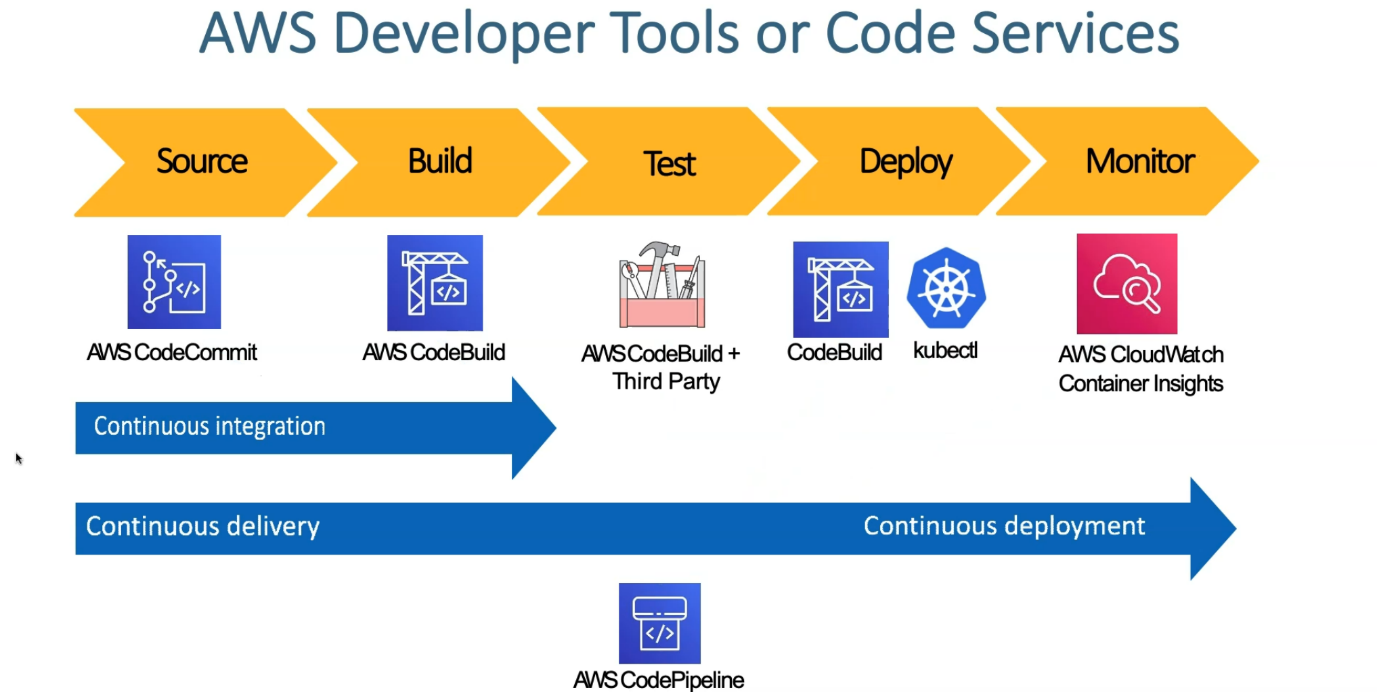 AWS Developer Tools or Code Services
Source
Build
Test
Deploy
Monitor
</>
</>
</>
AWS CodeCommit
AWS CodeBuild
AWS CodeBuild +
Third Party
CodeBuild
kubectl
AWS CloudWatch
Container Insights
Continuous integration
Continuous delivery
Continuous deployment
</>
AWS CodePipeline